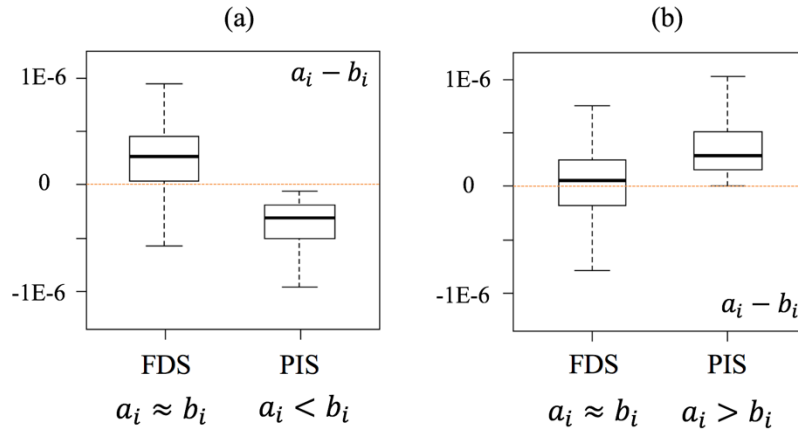 (a)
1E-6
0
-1E-6
a_i − b_i
FDS
PIS
a_i ≈ b_i
a_i < b_i
(b)
1E-6
0
-1E-6
a_i − b_i
FDS
PIS
a_i ≈ b_i
a_i > b_i